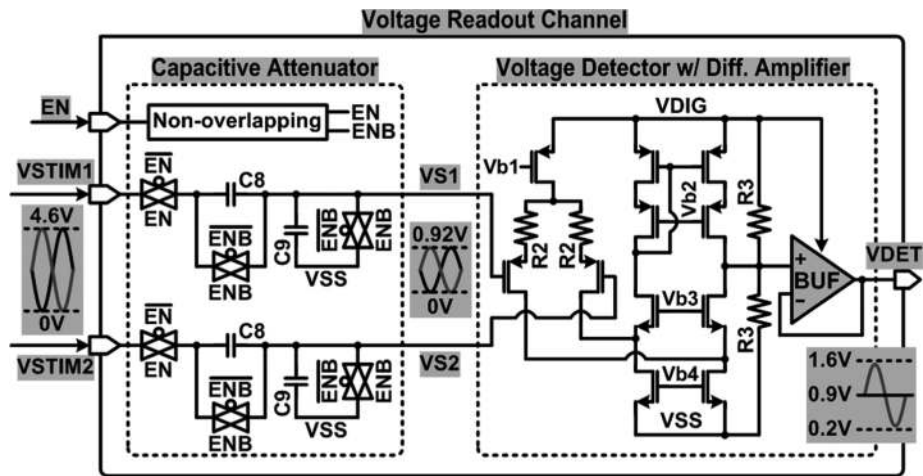 Voltage Readout Channel
Capacitive Attenuator
Voltage Detector w/ Diff. Amplifier
EN
Non-overlapping
EN
ENB
VDIG
VSTIM1
EN
EN
C8
ENB
ENB
C9
ENB
ENB
VSS
VS1
Vb1
R2
R2
Vb2
R3
4.6V
0V
0.92V
0V
+
BUF
-
VDET
VSTIM2
EN
EN
C8
ENB
ENB
C9
ENB
ENB
VSS
VS2
Vb3
Vb4
VSS
R3
1.6V
0.9V
0.2V